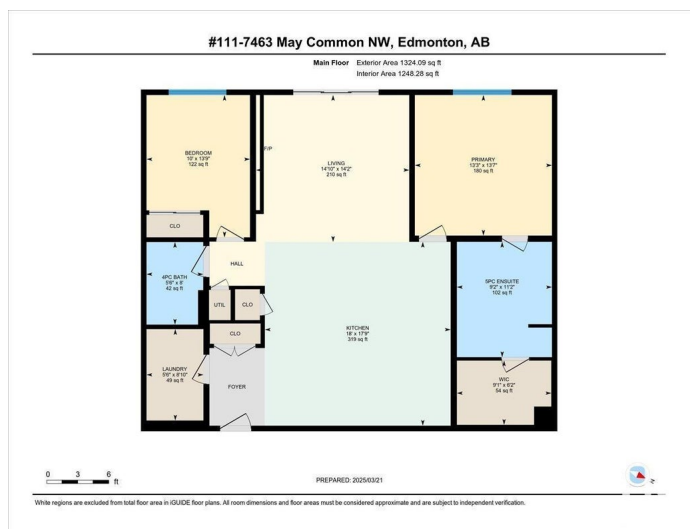 #111-7463 May Common NW, Edmonton, AB
Main Floor Exterior Area 1324.09 sq ft
Interior Area 1248.28 sq ft
BEDROOM
10' x 13'9"
122 sq ft
F/P
LIVING
14'10" x 14'2"
210 sq ft
PRIMARY
13'3" x 13'7"
180 sq ft
CLO
HALL
4PC BATH
5'6" x 8'
42 sq ft
5PC ENSUITE
9'2" x 11'2"
102 sq ft
UTIL
CLO
KITCHEN
18' x 17'9"
319 sq ft
CLO
LAUNDRY
5'6" x 8'10"
49 sq ft
FOYER
WIC
9'1" x 6'2"
54 sq ft
0 3 6
ft
PREPARED: 2025/03/21
N
White regions are excluded from total floor area in iGUIDE floor plans. All room dimensions and floor areas must be considered approximate and are subject to independent verification.